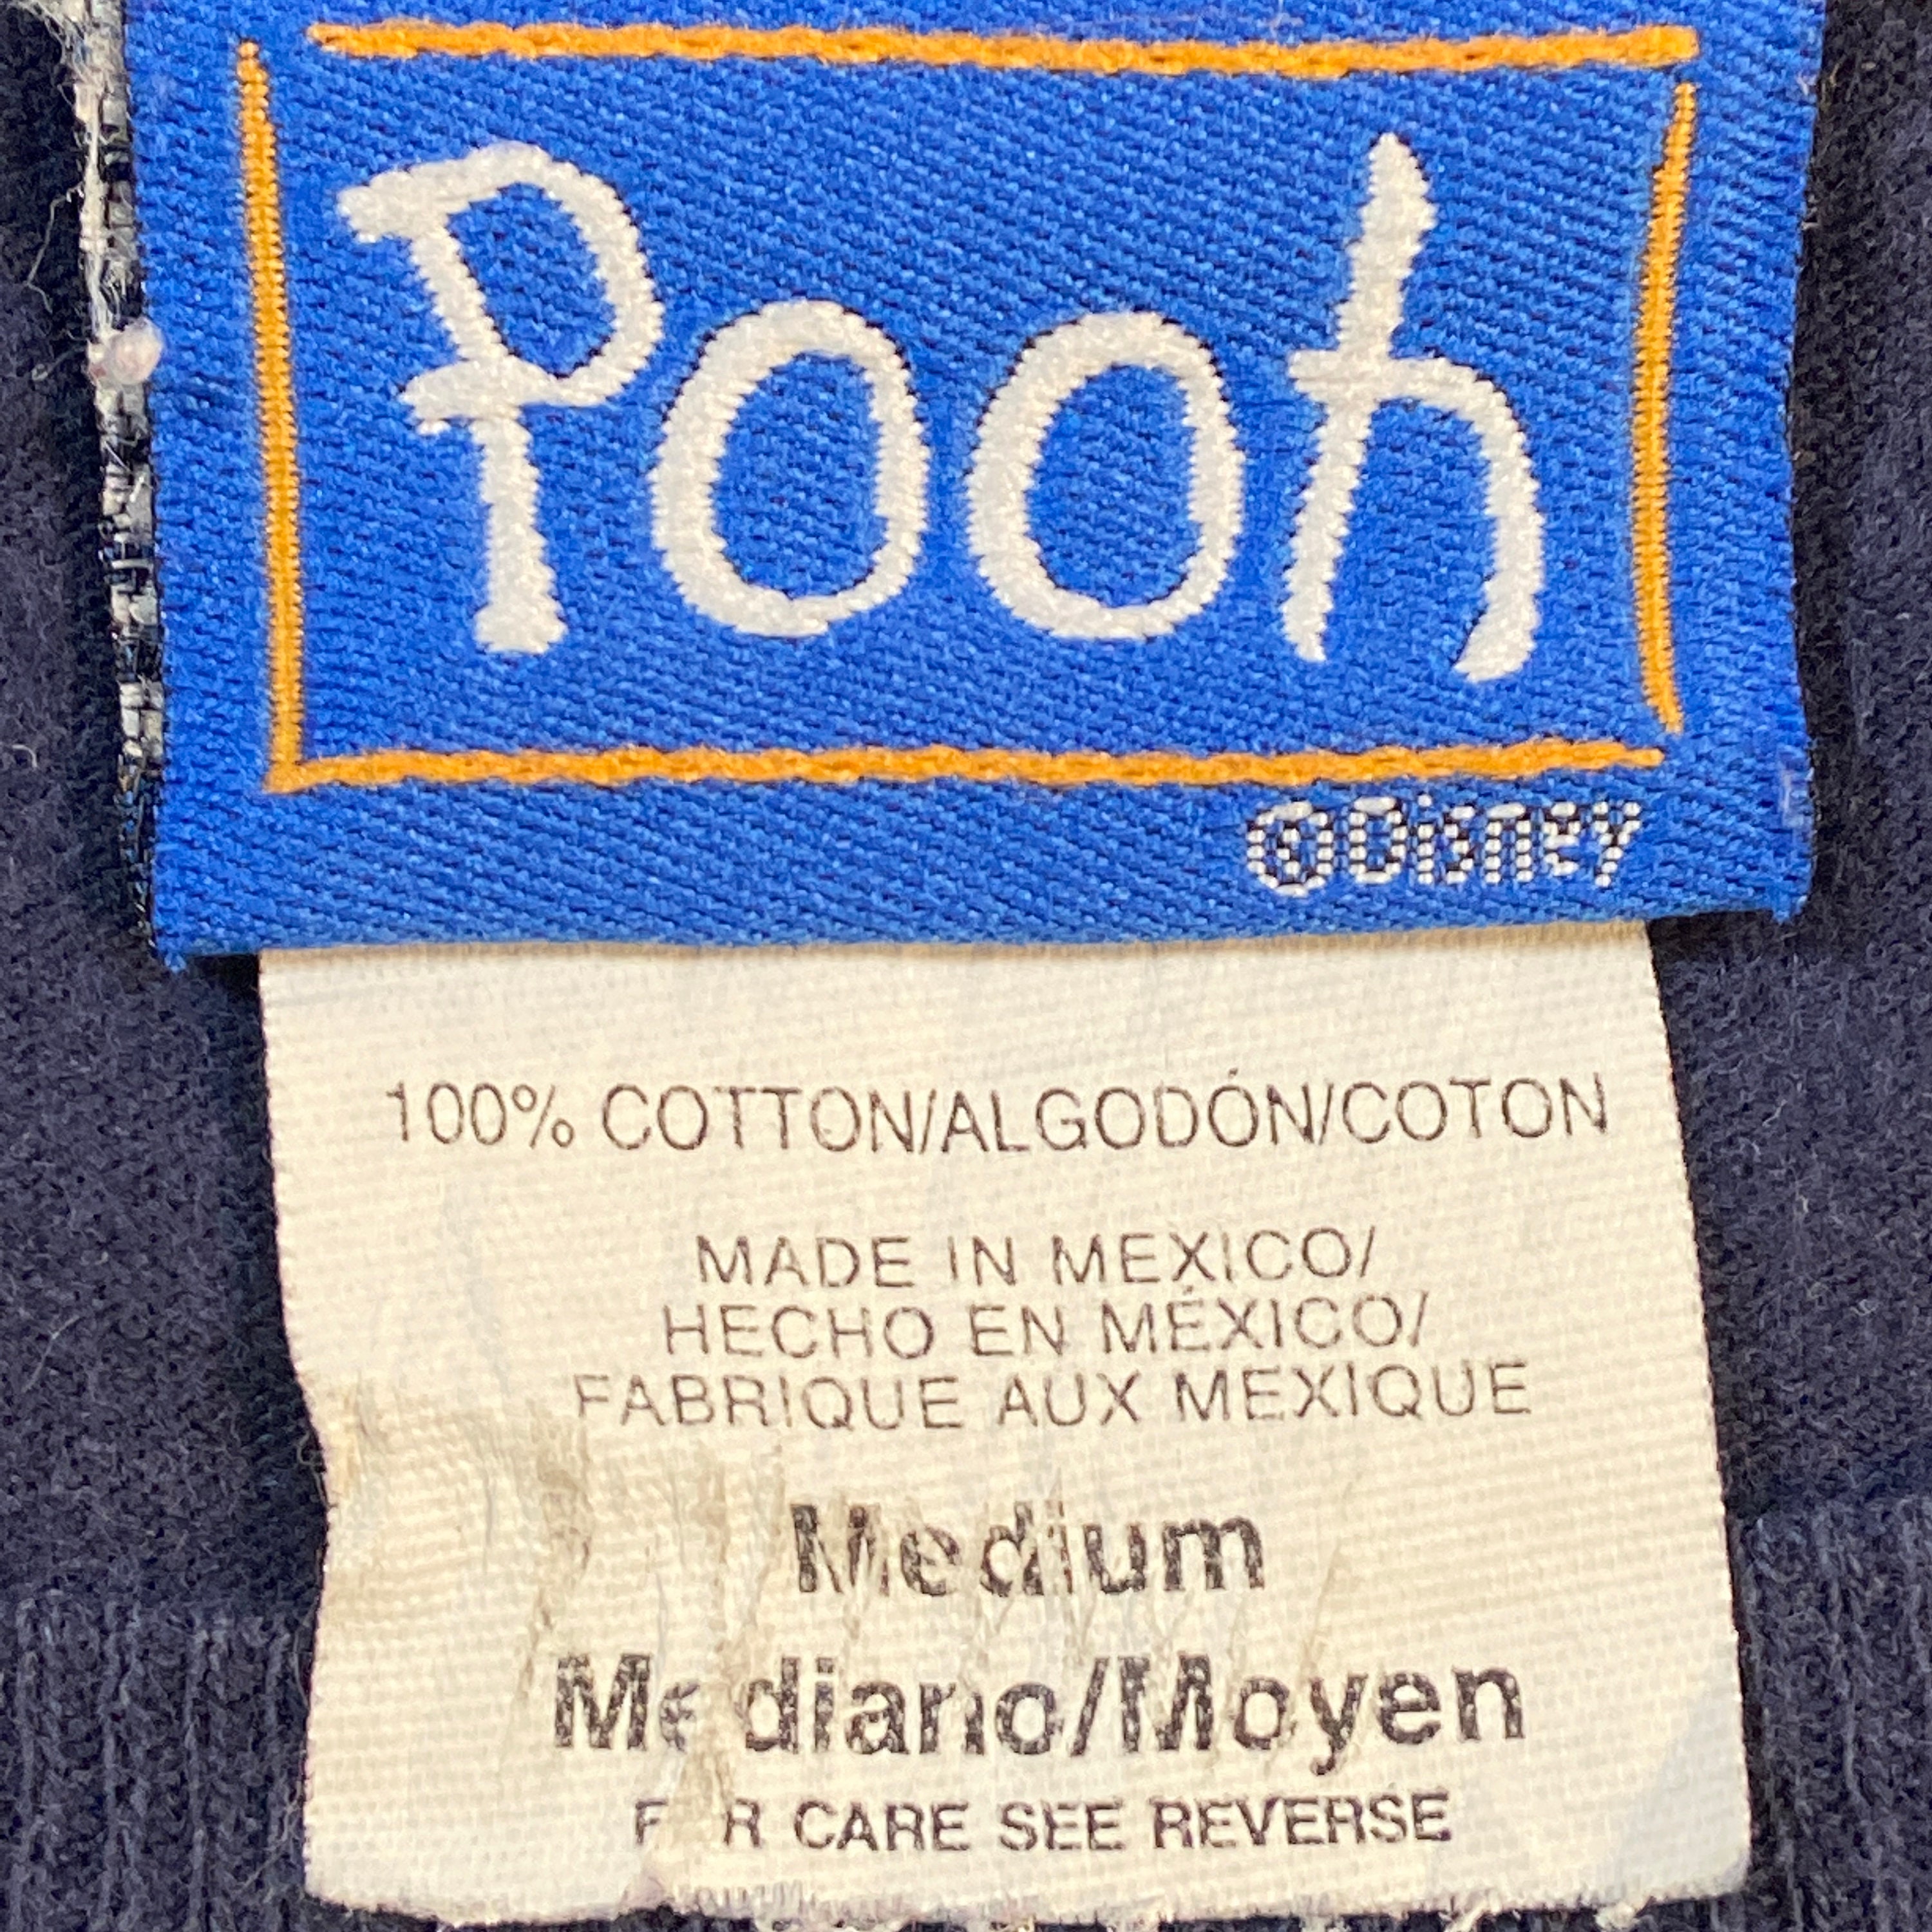 Pooh
©Disney
100% COTTON/ALGODÓN/COTON
MADE IN MEXICO/
HECHO EN MÉXICO/
FABRIQUE AUX MEXIQUE
Medium
Mediano/Moyen
FOR CARE SEE REVERSE